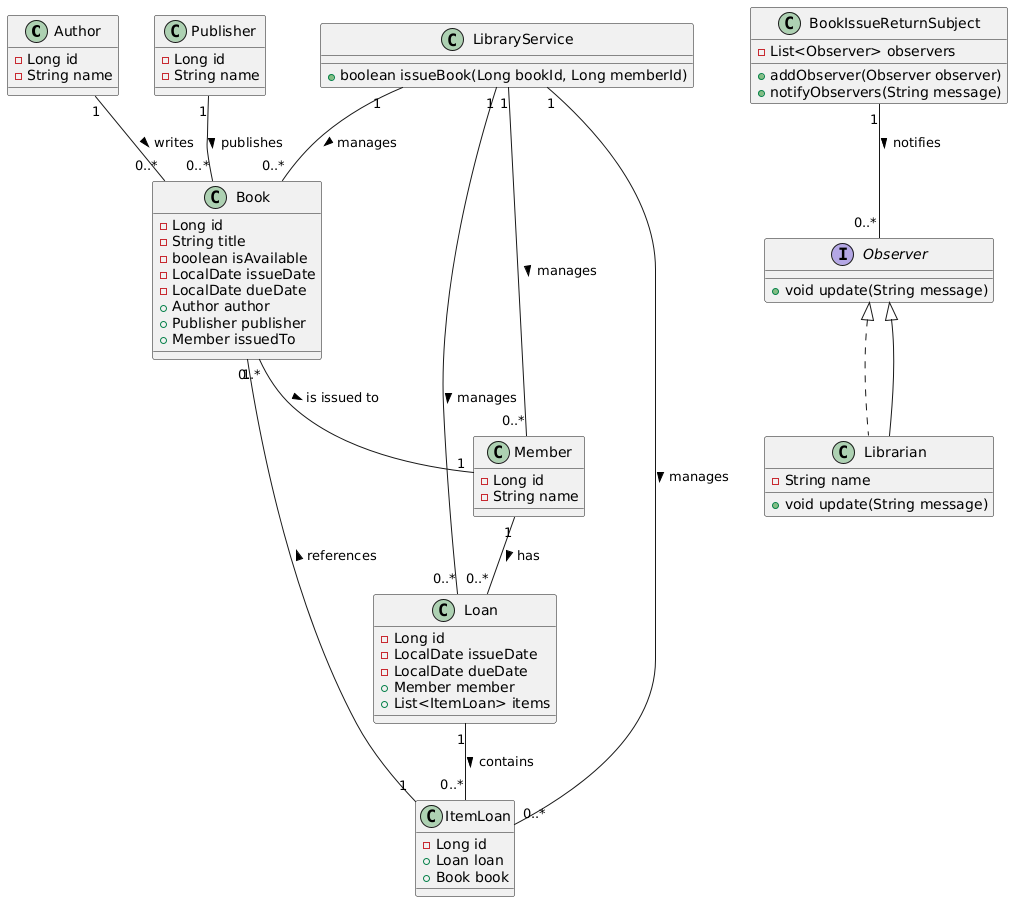 C Author
Long id
String name
C Publisher
Long id
String name
C LibraryService
boolean issueBook(Long bookId, Long memberId)
C BookIssueReturnSubject
List<Observer> observers
addObserver(Observer observer)
notifyObservers(String message)
1
1
1
1
1
1
1
writes
publishes
manages
notifies
0..*
0..*
0..*
0..*
C Book
Long id
String title
boolean isAvailable
LocalDate issueDate
LocalDate dueDate
Author author
Publisher publisher
Member issuedTo
I Observer
void update(String message)
manages
0..*
1
is issued to
manages
0..*
1
manages
C Member
Long id
String name
C Librarian
String name
void update(String message)
1
references
has
0..*
0..*
C Loan
Long id
LocalDate issueDate
LocalDate dueDate
Member member
List<ItemLoan> items
1
contains
1
0..*
0..*
C ItemLoan
Long id
Loan loan
Book book